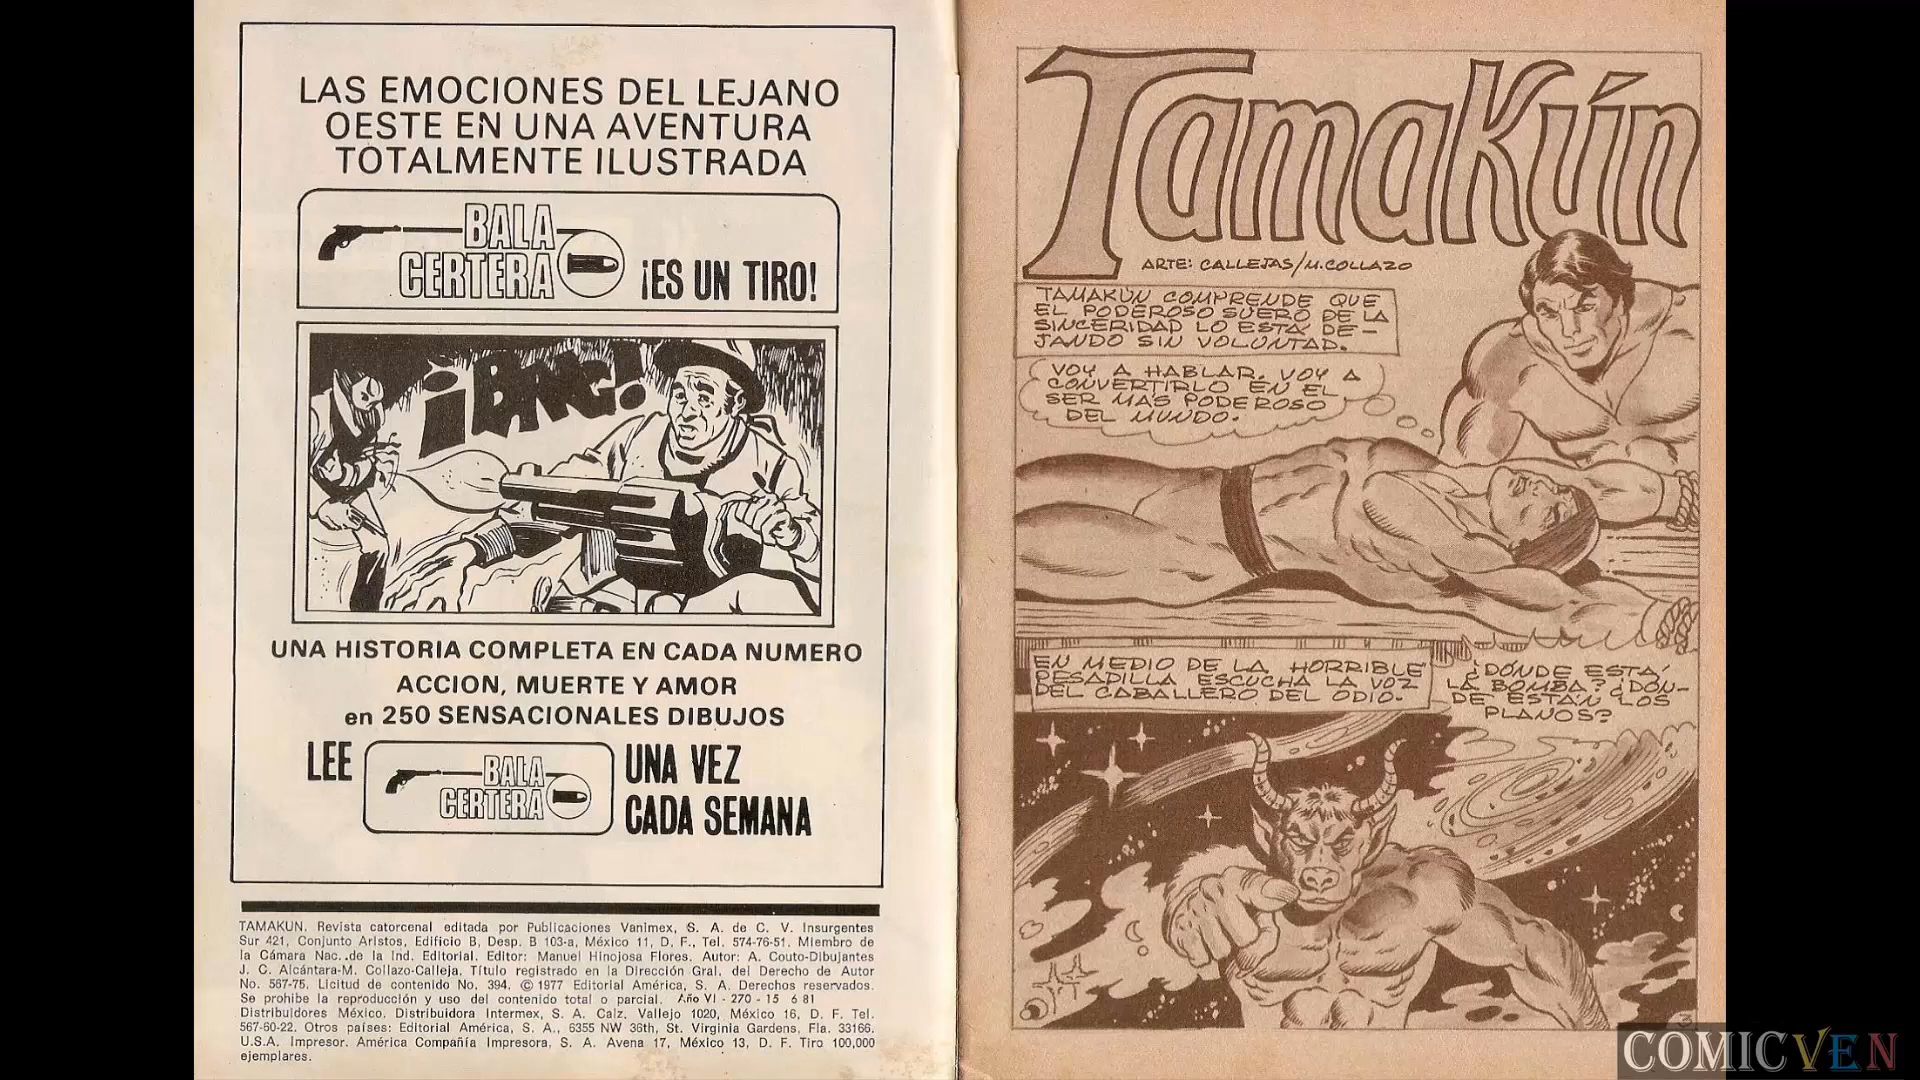 LAS EMOCIONES DEL LEJANO
OESTE EN UNA AVENTURA
TOTALMENTE ILUSTRADA
BALA
CERTERA
¡ES UN TIRO!
¡BANG!
UNA HISTORIA COMPLETA EN CADA NUMERO
ACCION, MUERTE Y AMOR
en 250 SENSACIONALES DIBUJOS
LEE
BALA
CERTERA
UNA VEZ
CADA SEMANA
TAMAKUN. Revista catorcenal editada por Publicaciones Vanimex, S. A. de C. V. Insurgentes
Sur 421, Conjunto Aristos, Edificio B, Desp. B 103-a, México 11, D. F., Tel. 574-76-51. Miembro de
la Cámara Nac. .de la Ind. Editorial. Editor: Manuel Hinojosa Flores. Autor: A. Couto-Dibujantes
J. C. Alcántara-M. Collazo-Calleja. Título registrado en la Dirección Gral. del Derecho de Autor
No. 567-75. Licitud de contenido No. 394. © 1977 Editorial América, S. A. Derechos reservados.
Se prohibe la reproducción y uso del contenido total o parcial. Año VI - 270 - 15 6 81
Distribuidores México. Distribuidora Intermex, S. A. Calz. Vallejo 1020, México 16, D. F. Tel.
567-60-22. Otros países: Editorial América, S. A., 6355 NW 36th, St. Virginia Gardens, Fla. 33166.
U.S.A. Impresor. América Compañía Impresora, S. A. Avena 17, México 13, D. F. Tiro 100,000
ejemplares.
Tamakún
ARTE: CALLEJAS/M.COLLAZO
TAMAKÚN COMPRENDE QUE
EL PODEROSO SUERO DE LA
SINCERIDAD LO ESTÁ DE-
JANDO SIN VOLUNTAD.
VOY A HABLAR. VOY A
CONVERTIRLO EN EL
SER MAS PODEROSO
DEL MUNDO.
EN MEDIO DE LA HORRIBLE
PESADILLA ESCUCHA LA VOZ
DEL CABALLERO DEL ODIO.
¿DÓNDE ESTÁ
LA BOMBA? ¿DÓN-
DE ESTÁN LOS
PLANOS?
3
COMICVEN